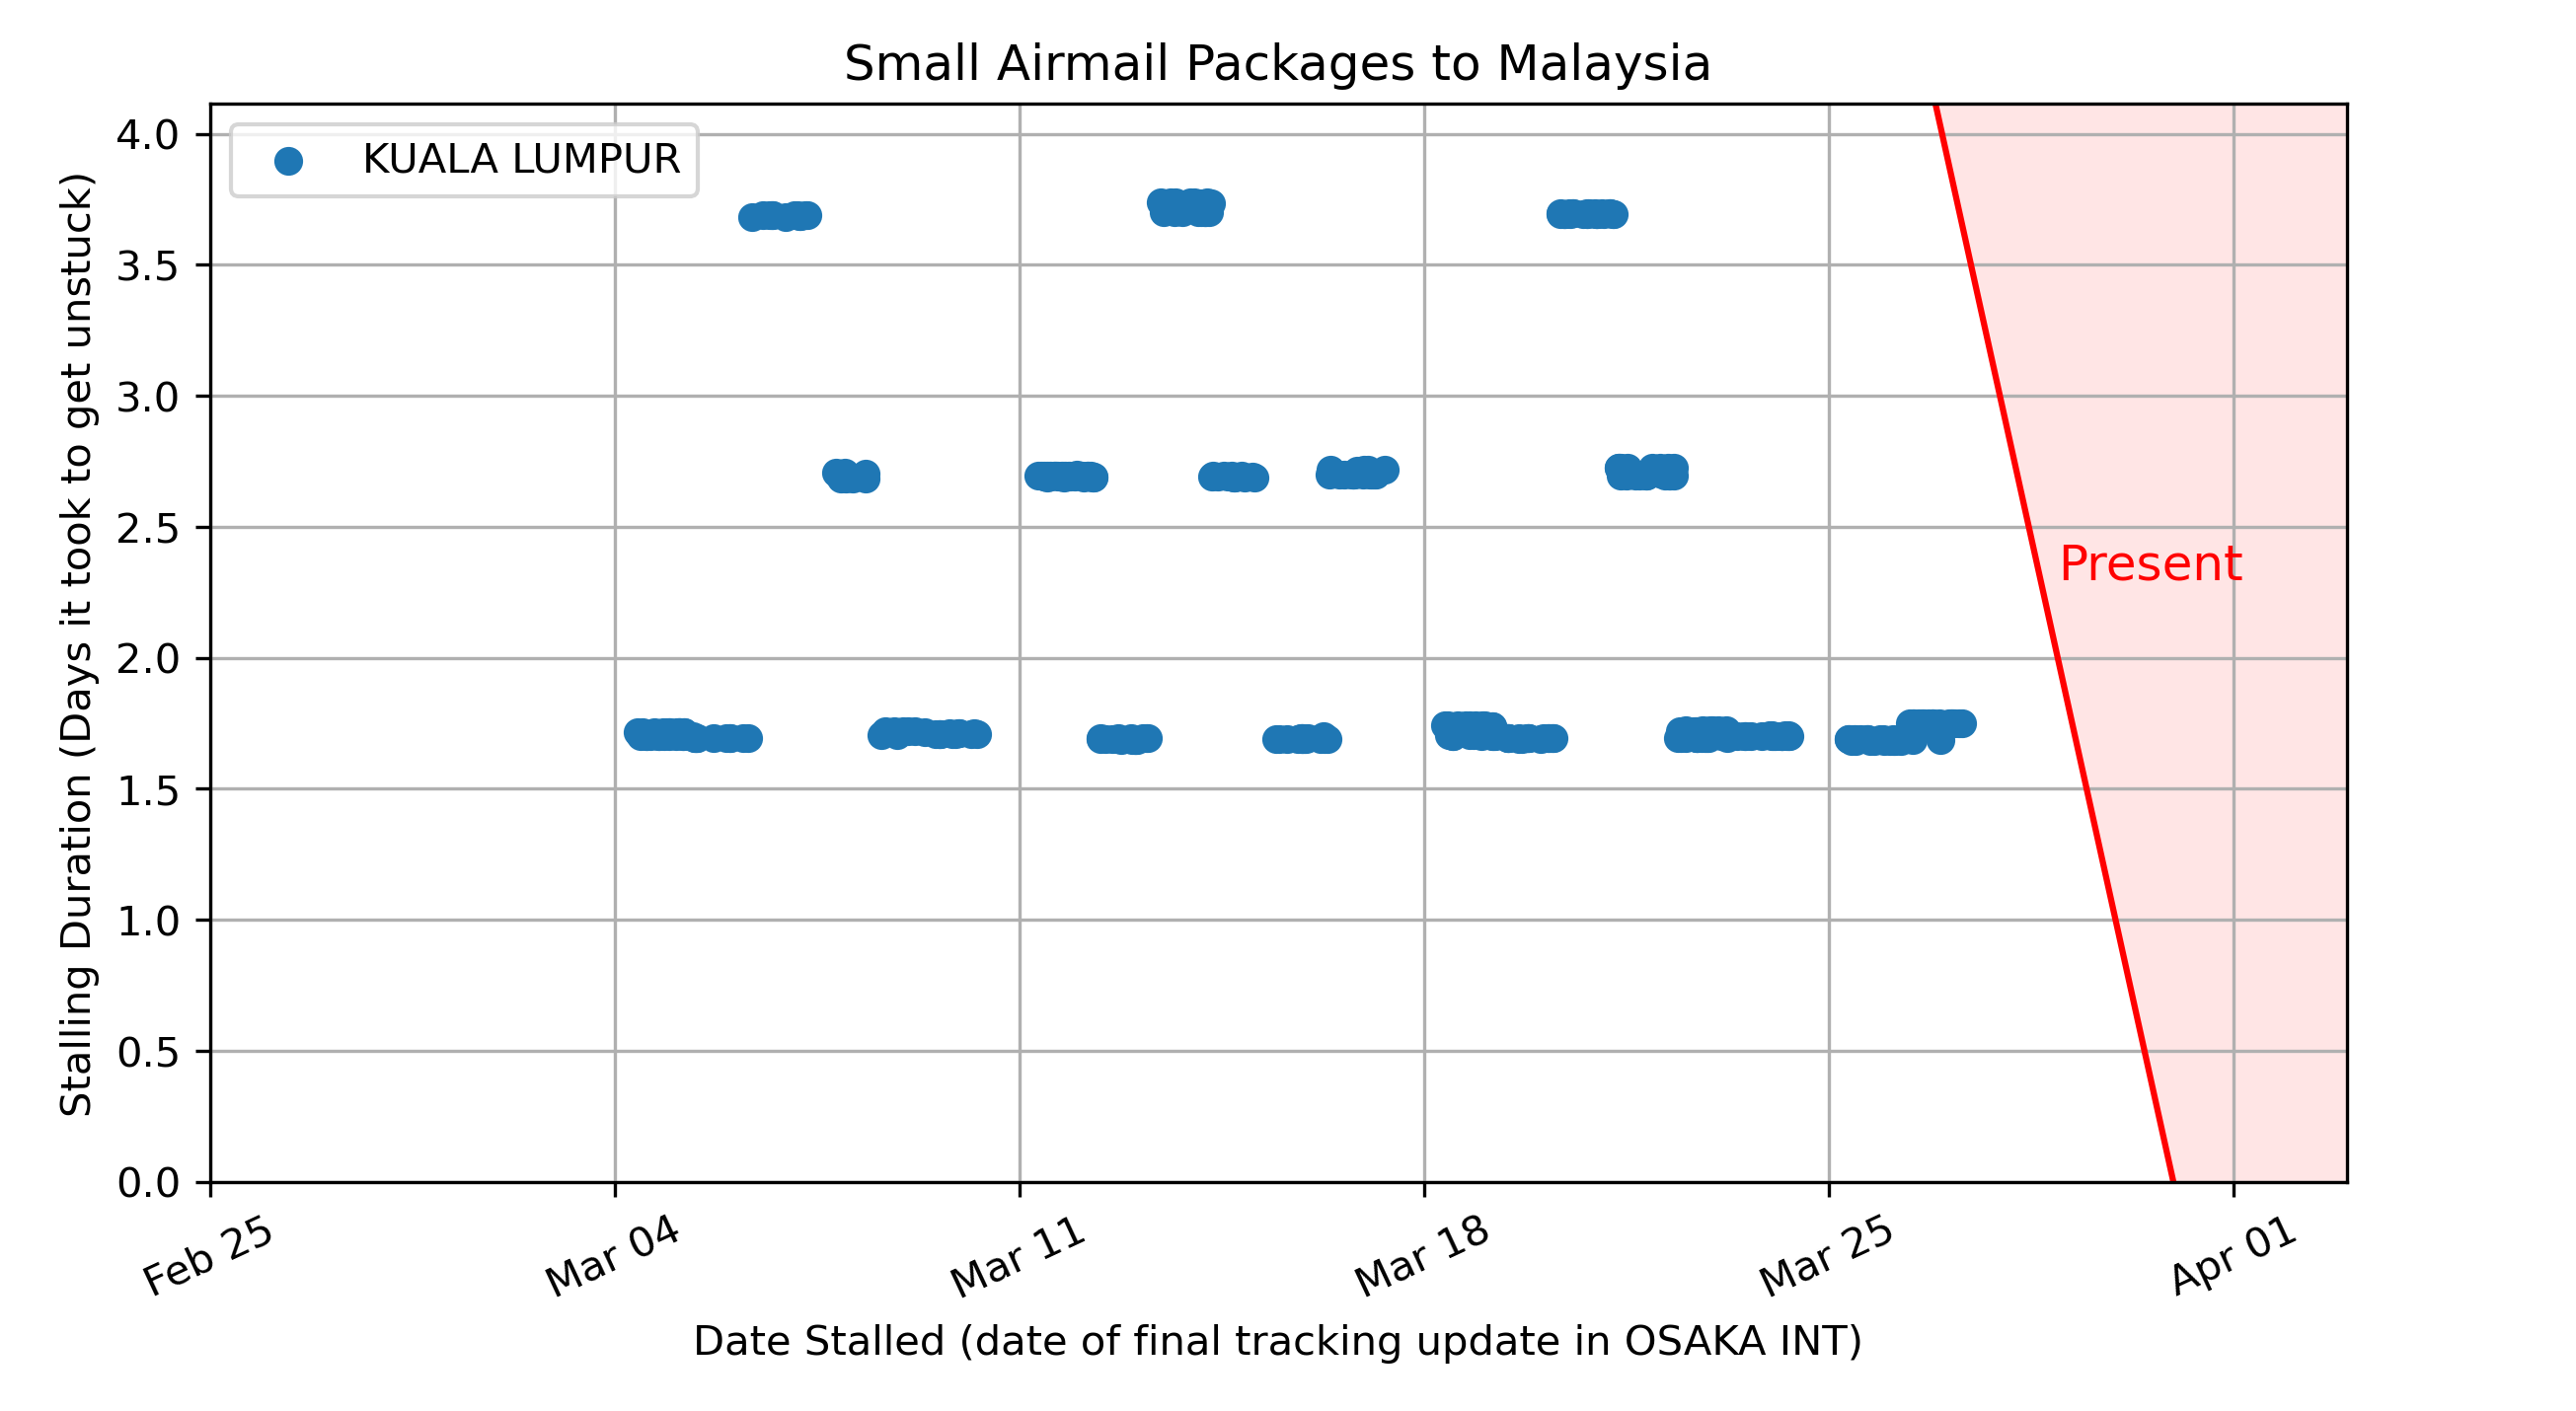 Small Airmail Packages to Malaysia
KUALA LUMPUR
Stalling Duration (Days it took to get unstuck)
4.0
3.5
3.0
2.5
2.0
1.5
1.0
0.5
0.0
Present
Feb 25
Mar 04
Mar 11
Mar 18
Mar 25
Apr 01
Date Stalled (date of final tracking update in OSAKA INT)